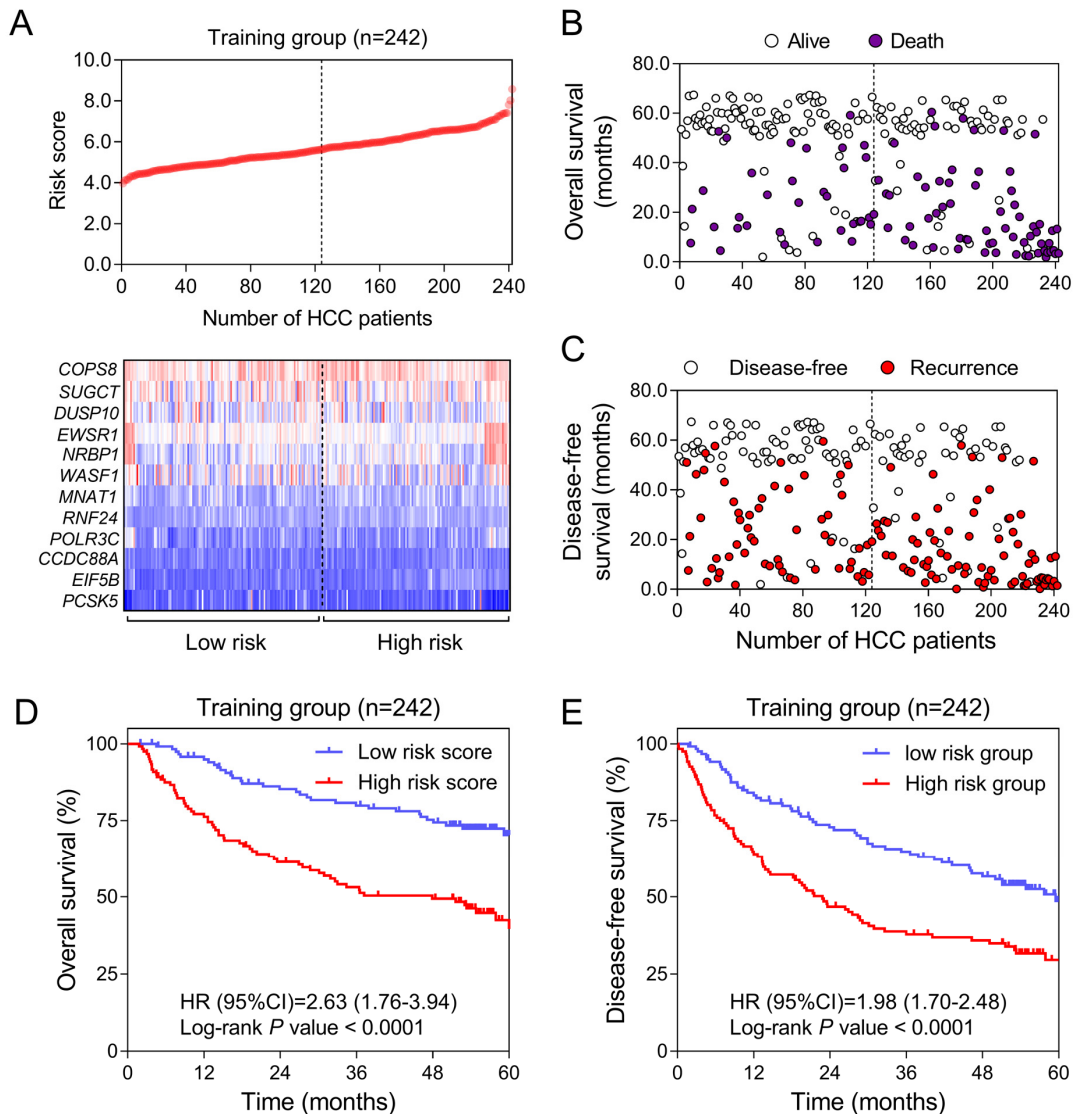 A
Training group (n=242)
10.0
8.0
6.0
4.0
2.0
0.0
Risk score
0 40 80 120 160 200 240
Number of HCC patients
COPS8
SUGCT
DUSP10
EWSR1
NRBP1
WASF1
MNAT1
RNF24
POLR3C
CCDC88A
EIF5B
PCSK5
Low risk High risk
B
Alive Death
80.0
60.0
40.0
20.0
0.0
Overall survival
(months)
0 40 80 120 160 200 240
C
Disease-free Recurrence
80.0
60.0
40.0
20.0
0.0
Disease-free
survival (months)
0 40 80 120 160 200 240
Number of HCC patients
D
Training group (n=242)
100
75
50
25
0
Overall survival (%)
Low risk score
High risk score
HR (95%CI)=2.63 (1.76-3.94)
Log-rank P value < 0.0001
0 12 24 36 48 60
Time (months)
E
Training group (n=242)
100
75
50
25
0
Disease-free survival (%)
low risk group
High risk group
HR (95%CI)=1.98 (1.70-2.48)
Log-rank P value < 0.0001
0 12 24 36 48 60
Time (months)